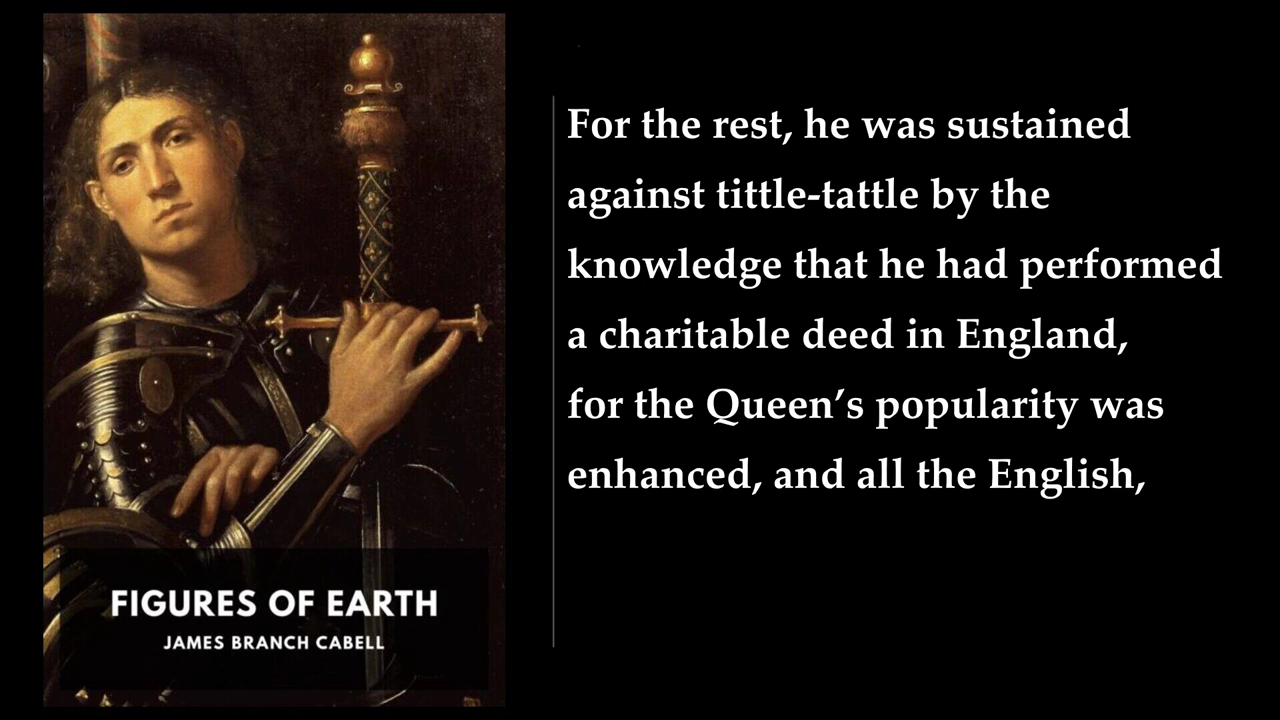 FIGURES OF EARTH
JAMES BRANCH CABELL
For the rest, he was sustained
against tittle-tattle by the
knowledge that he had performed
a charitable deed in England,
for the Queen’s popularity was
enhanced, and all the English,